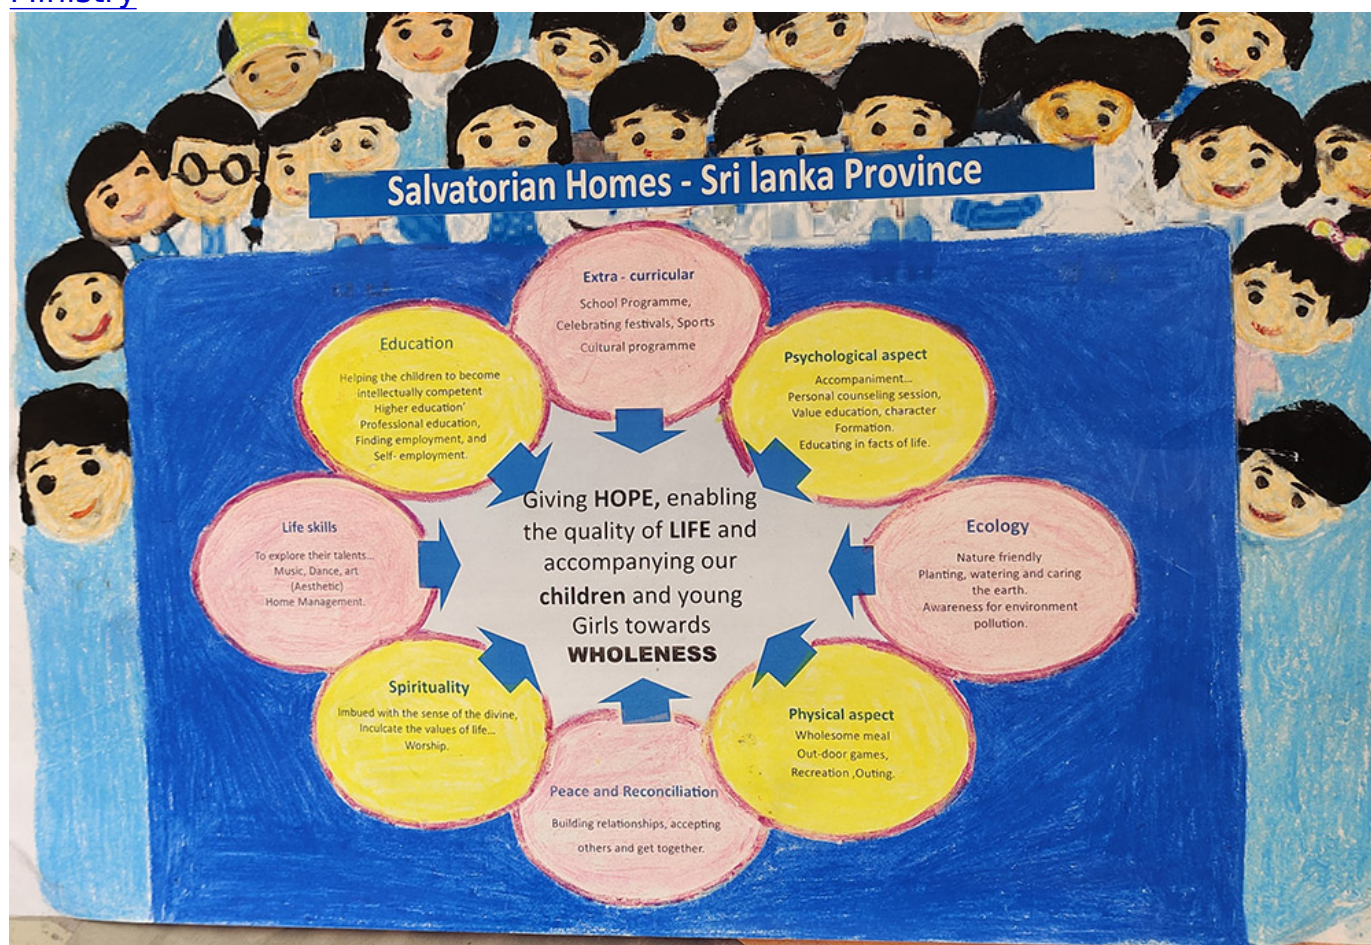 Ministry
Salvatorian Homes - Sri lanka Province
Extra - curricular
School Programme,
Celebrating festivals, Sports
Cultural programme
Education
Helping the children to become
intellectually competent
Higher education'
Professional education,
Finding employment, and
Self- employment.
Psychological aspect
Accompaniment...
Personal counseling session,
Value education, character
Formation.
Educating in facts of life.
Life skills
To explore their talents...
Music, Dance, art
(Aesthetic)
Home Management.
Giving HOPE, enabling
the quality of LIFE and
accompanying our
children and young
Girls towards
WHOLENESS
Ecology
Nature friendly
Planting, watering and caring
the earth.
Awareness for environment
pollution.
Spirituality
Imbued with the sense of the divine,
Inculcate the values of life...
Worship.
Physical aspect
Wholesome meal
Out-door games,
Recreation ,Outing.
Peace and Reconciliation
Building relationships, accepting
others and get together.